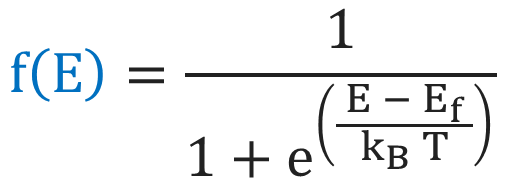 f(E) = 1 / (1 + e^((E − E_f) / (k_B T)))